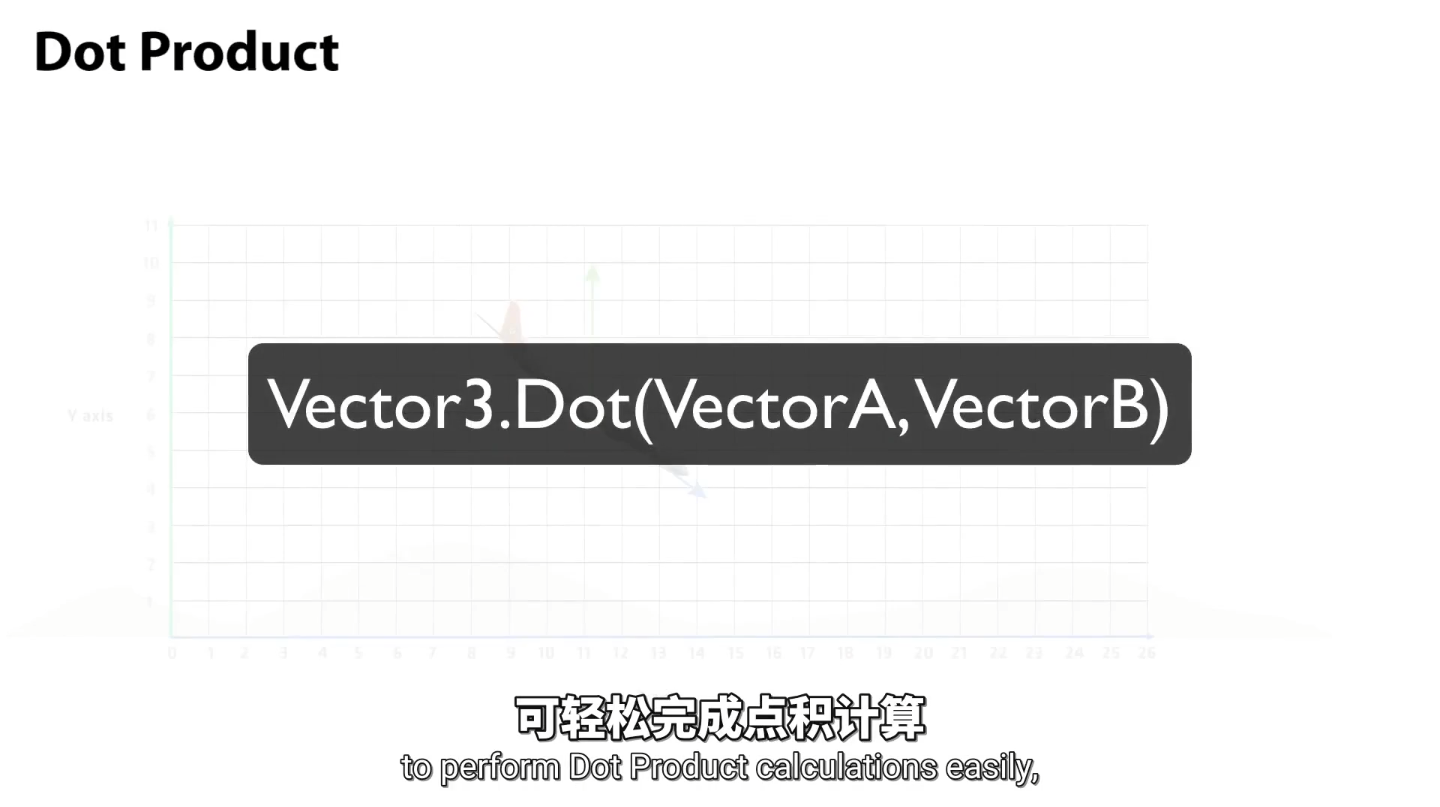 Dot Product
11
10
9
8
7
Y axis
6
5
4
3
2
1
Vector3.Dot(VectorA, VectorB)
0 1 2 3 4 5 6 7 8 9 10 11 12 13 14 15 16 17 18 19 20 21 22 23 24 25 26
可轻松完成点积计算
to perform Dot Product calculations easily,